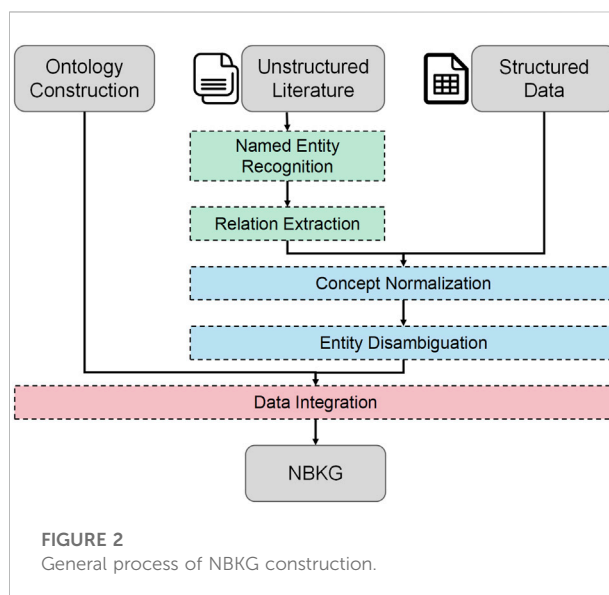 Ontology
Construction
Unstructured
Literature
Structured
Data
Named Entity
Recognition
Relation Extraction
Concept Normalization
Entity Disambiguation
Data Integration
NBKG
FIGURE 2
General process of NBKG construction.